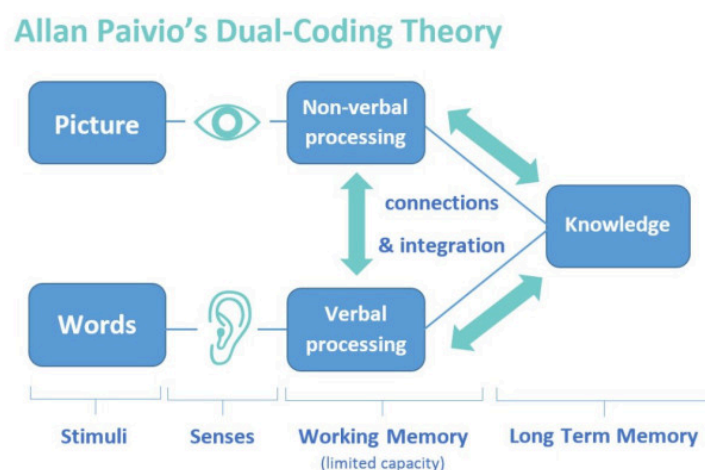 Allan Paivio's Dual-Coding Theory
Picture
Non-verbal
processing
connections
& integration
Knowledge
Words
Verbal
processing
Stimuli
Senses
Working Memory
(limited capacity)
Long Term Memory